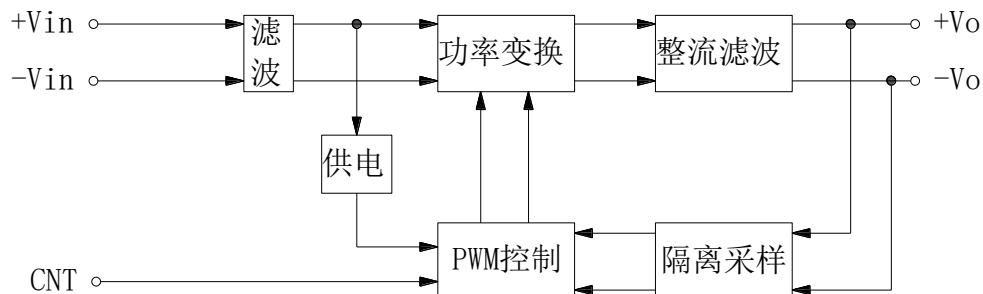 +Vin
滤波
功率变换
整流滤波
+Vo
-Vin
-Vo
供电
PWM控制
隔离采样
CNT